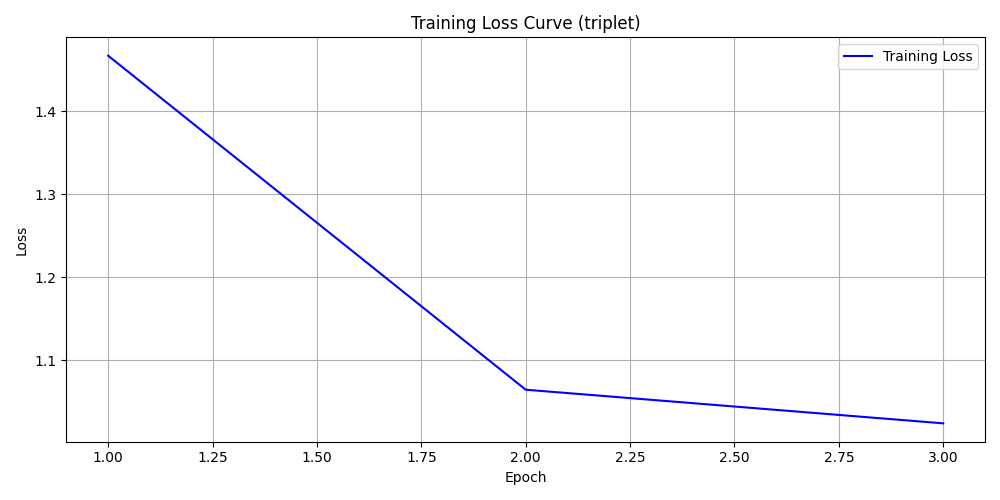 Training Loss Curve (triplet)
Training Loss
1.4
1.3
1.2
1.1
Loss
1.00 1.25 1.50 1.75 2.00 2.25 2.50 2.75 3.00
Epoch